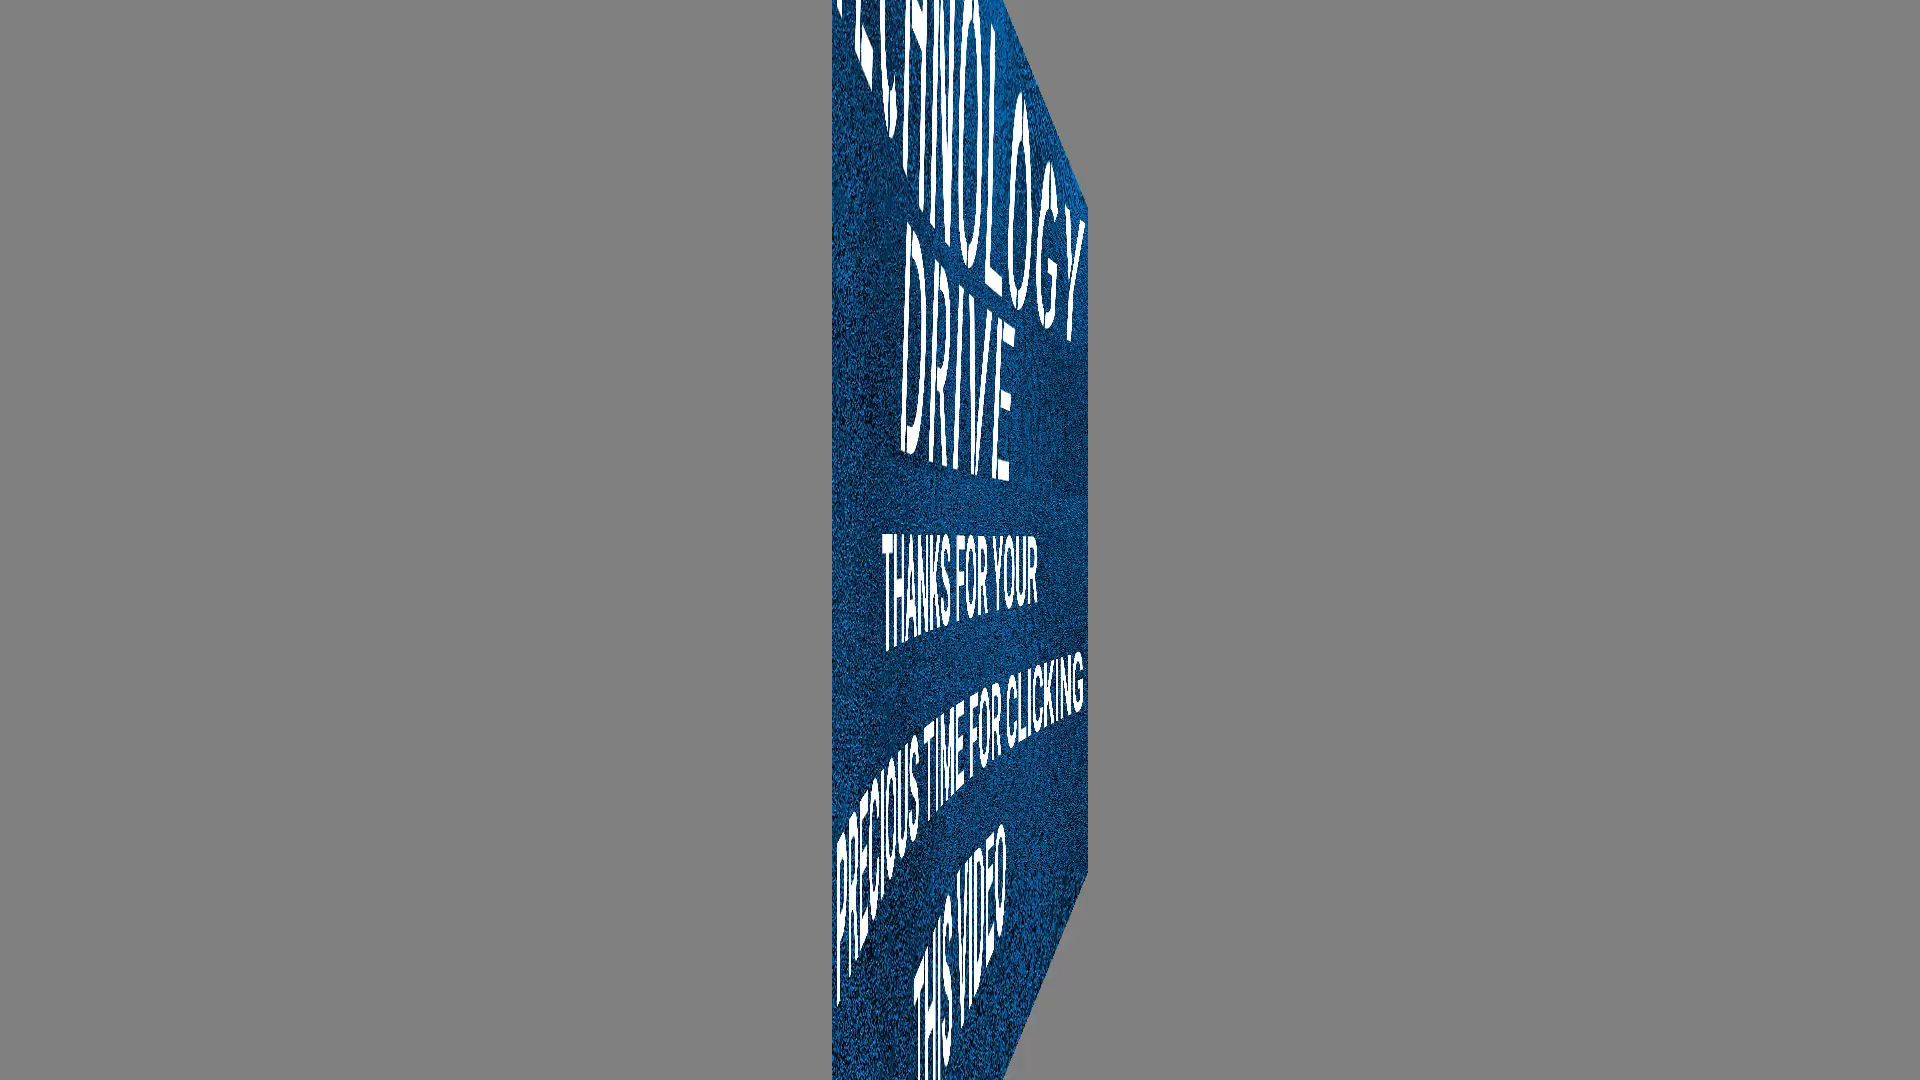 TECHNOLOGY
DRIVE
THANKS FOR YOUR
PRECIOUS TIME FOR CLICKING
THIS VIDEO